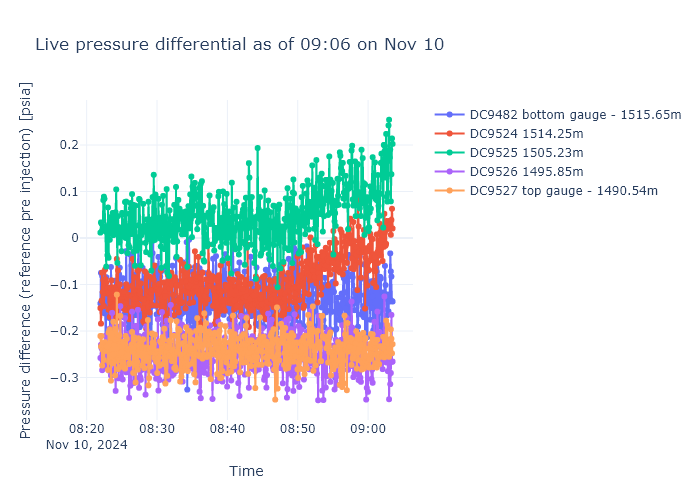 Live pressure differential as of 09:06 on Nov 10
Pressure difference (reference pre injection) [psia]
0.2
0.1
0
−0.1
−0.2
−0.3
08:20
08:30
08:40
08:50
09:00
Nov 10, 2024
Time
DC9482 bottom gauge - 1515.65m
DC9524 1514.25m
DC9525 1505.23m
DC9526 1495.85m
DC9527 top gauge - 1490.54m